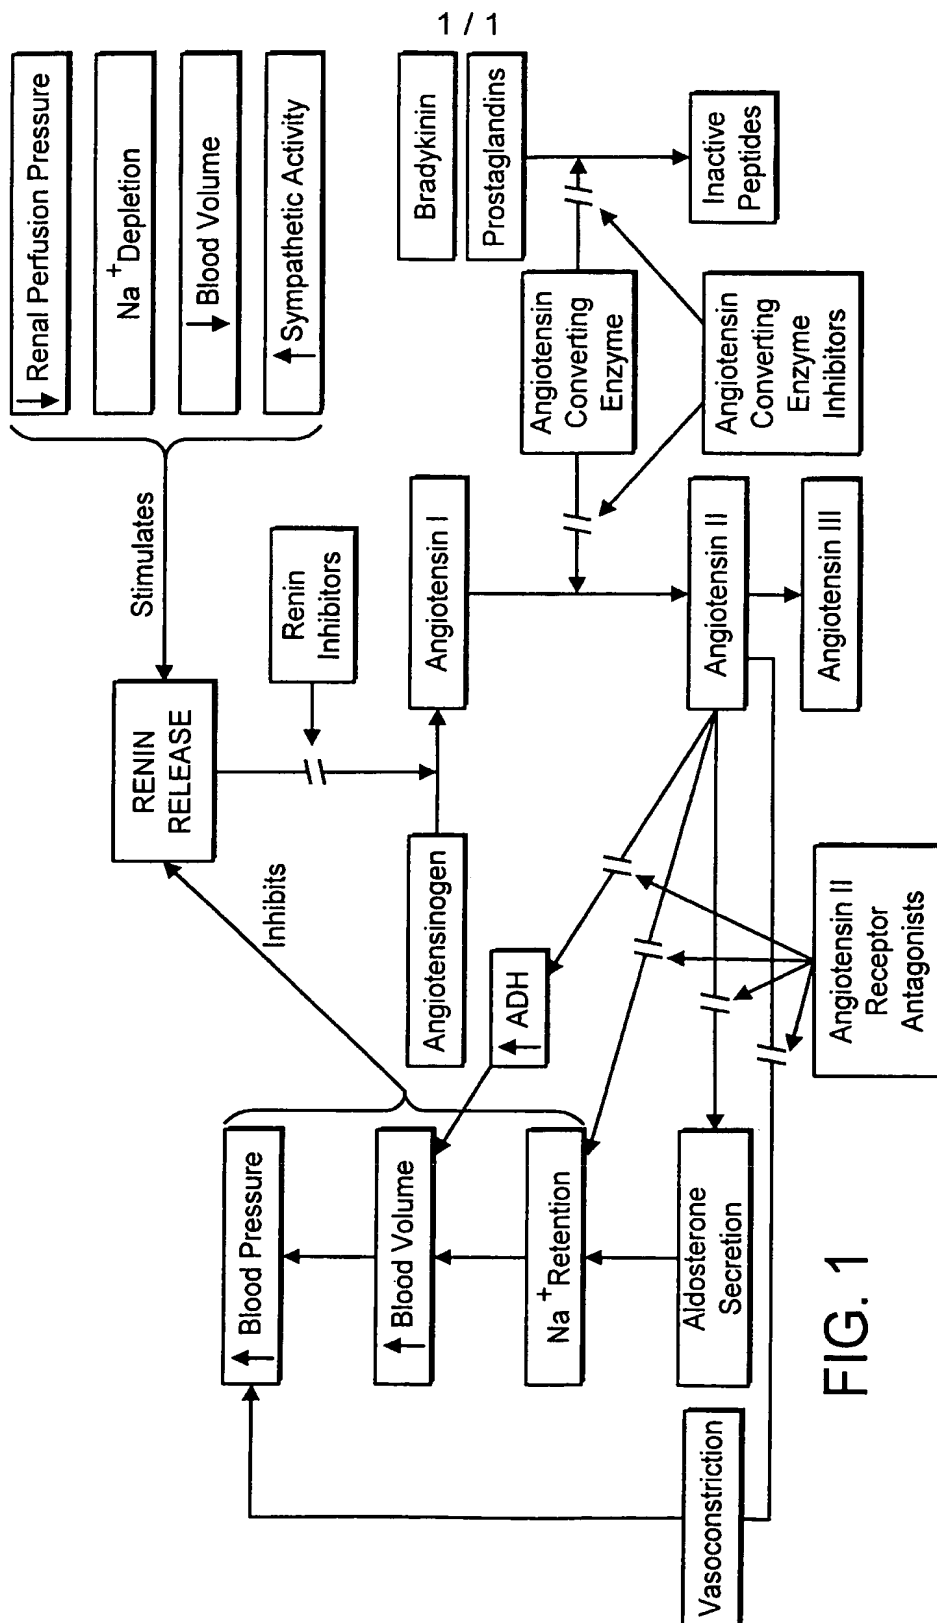 1 / 1
↓ Renal Perfusion Pressure
Na⁺ Depletion
↓ Blood Volume
↑ Sympathetic Activity
Stimulates
RENIN
RELEASE
Inhibits
Renin
Inhibitors
↑ Blood Pressure
↑ Blood Volume
Na⁺ Retention
Aldosterone
Secretion
Vasoconstriction
↑ ADH
Angiotensinogen
Angiotensin I
Angiotensin
Converting
Enzyme
Bradykinin
Prostaglandins
Inactive
Peptides
Angiotensin
Converting
Enzyme
Inhibitors
Angiotensin II
Angiotensin III
Angiotensin II
Receptor
Antagonists
FIG. 1